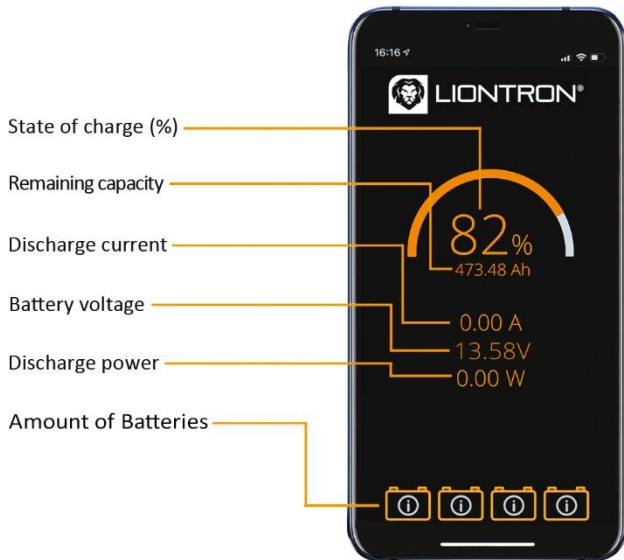 16:16
LIONTRON®
State of charge (%)
Remaining capacity
Discharge current
Battery voltage
Discharge power
Amount of Batteries
82%
473.48 Ah
0.00 A
13.58V
0.00 W